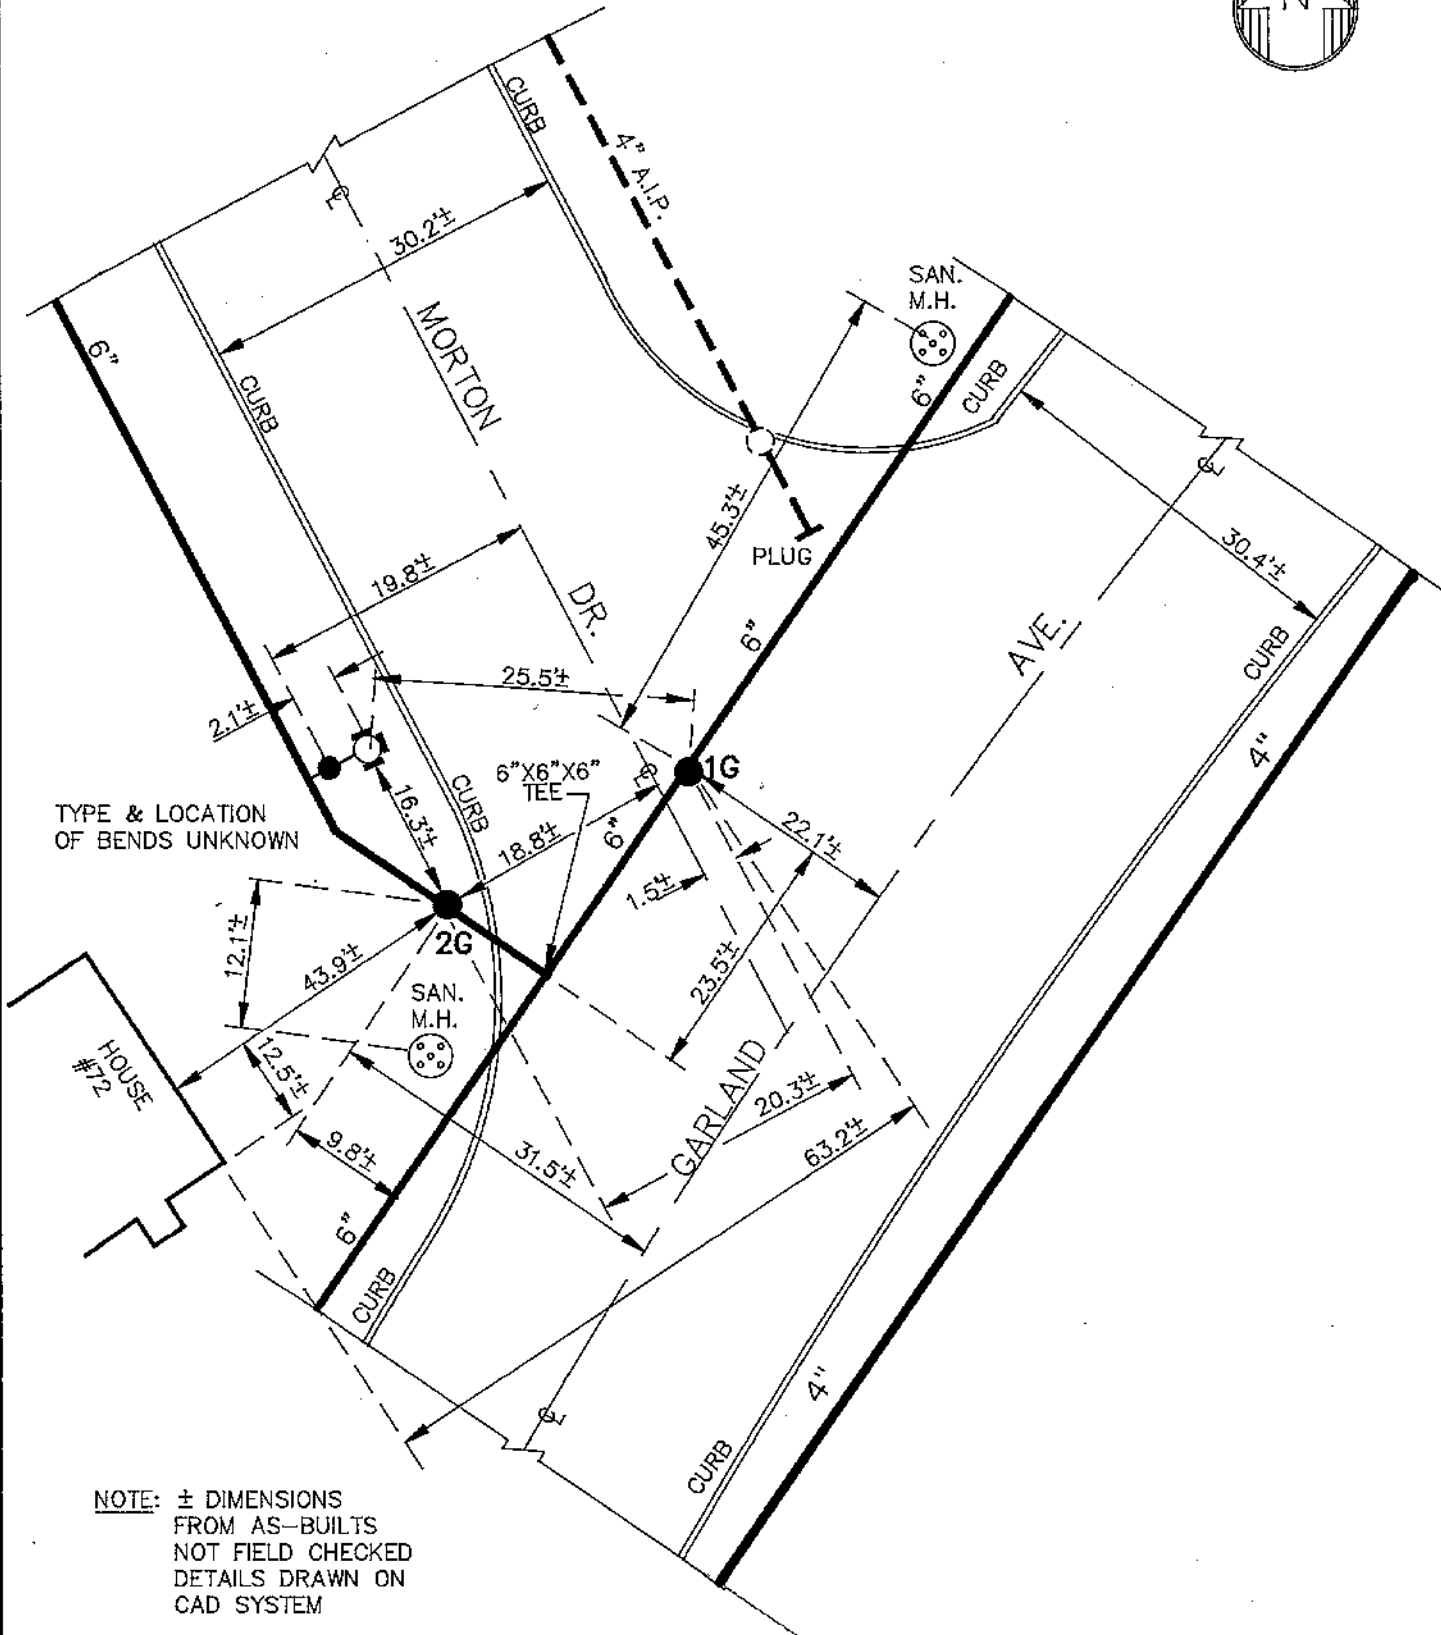 N
CURB
4" A.I.P.
℄
30.2'±
SAN.
M.H.
6"
MORTON
6"
CURB
CURB
℄
45.3'±
30.4'±
PLUG
19.8'±
DR.
6"
AVE.
CURB
25.5'±
2.1'±
4"
6"X6"X6"
TEE
℄
1G
CURB
16.3'±
TYPE & LOCATION
OF BENDS UNKNOWN
18.8'±
6"
22.1'±
1.5'±
2G
12.1'±
43.9'±
23.5'±
SAN.
M.H.
HOUSE
#72
12.5'±
GARLAND
20.3'±
63.2'±
9.8'±
31.5'±
6"
CURB
4"
℄
CURB
NOTE: ± DIMENSIONS
FROM AS-BUILTS
NOT FIELD CHECKED
DETAILS DRAWN ON
CAD SYSTEM